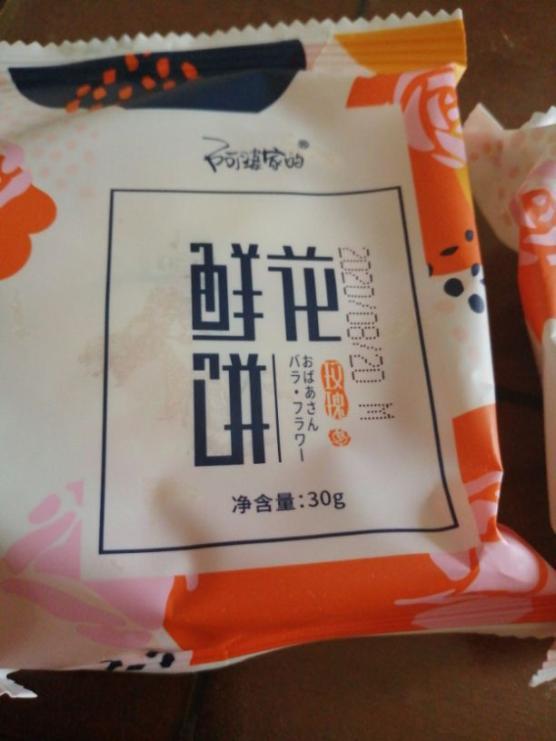 阿婆家的®
鲜花
饼
おばあさん
バラ・フラワー
玫瑰
2020/08/20 M
净含量:30g